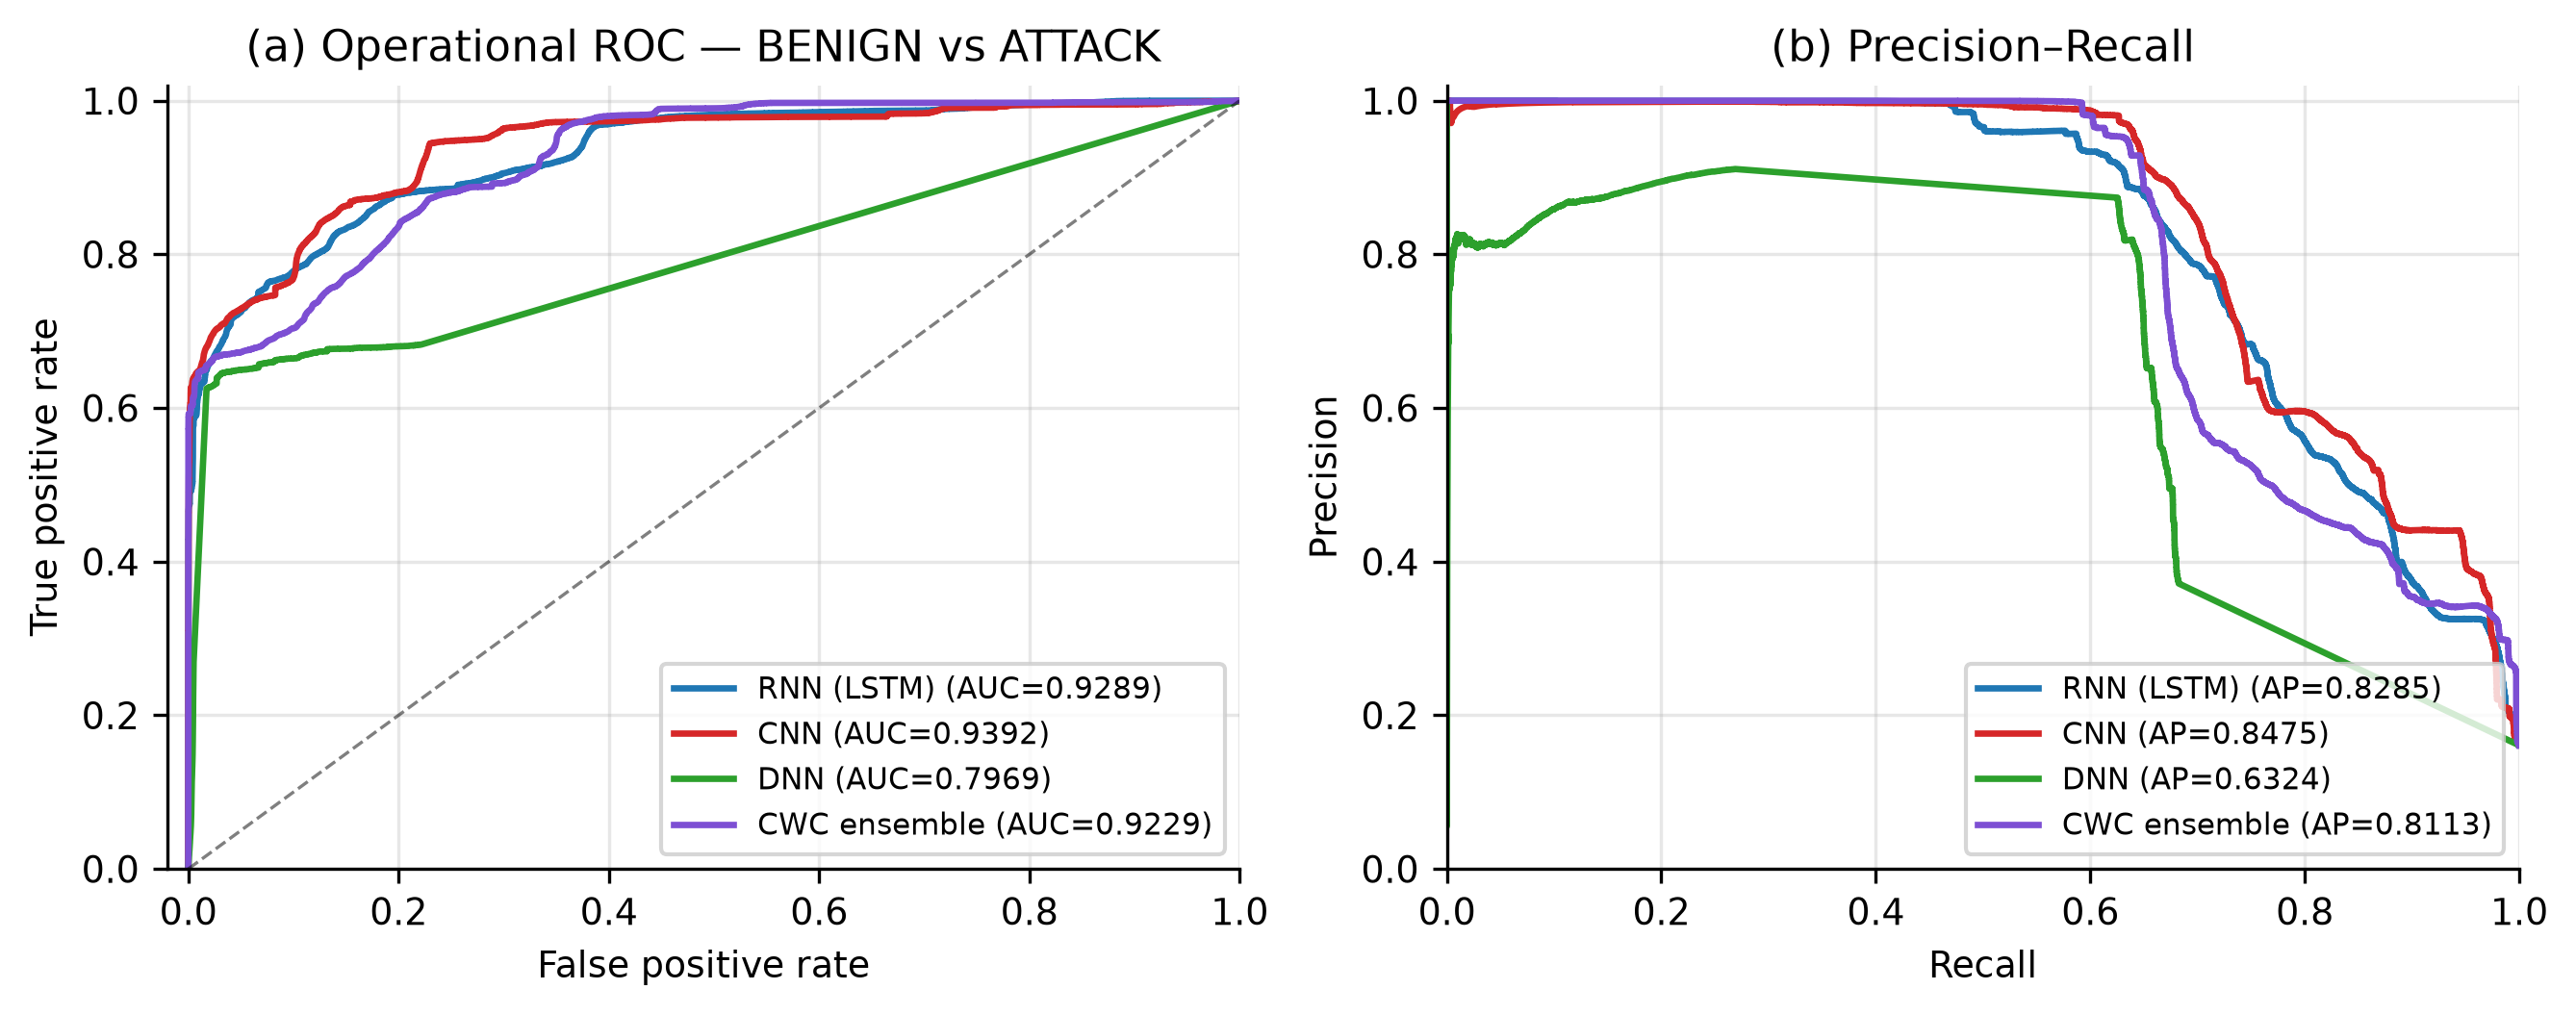 (a) Operational ROC — BENIGN vs ATTACK
True positive rate
1.0
0.8
0.6
0.4
0.2
0.0
0.0 0.2 0.4 0.6 0.8 1.0
False positive rate
RNN (LSTM) (AUC=0.9289)
CNN (AUC=0.9392)
DNN (AUC=0.7969)
CWC ensemble (AUC=0.9229)
(b) Precision–Recall
Precision
1.0
0.8
0.6
0.4
0.2
0.0
0.0 0.2 0.4 0.6 0.8 1.0
Recall
RNN (LSTM) (AP=0.8285)
CNN (AP=0.8475)
DNN (AP=0.6324)
CWC ensemble (AP=0.8113)